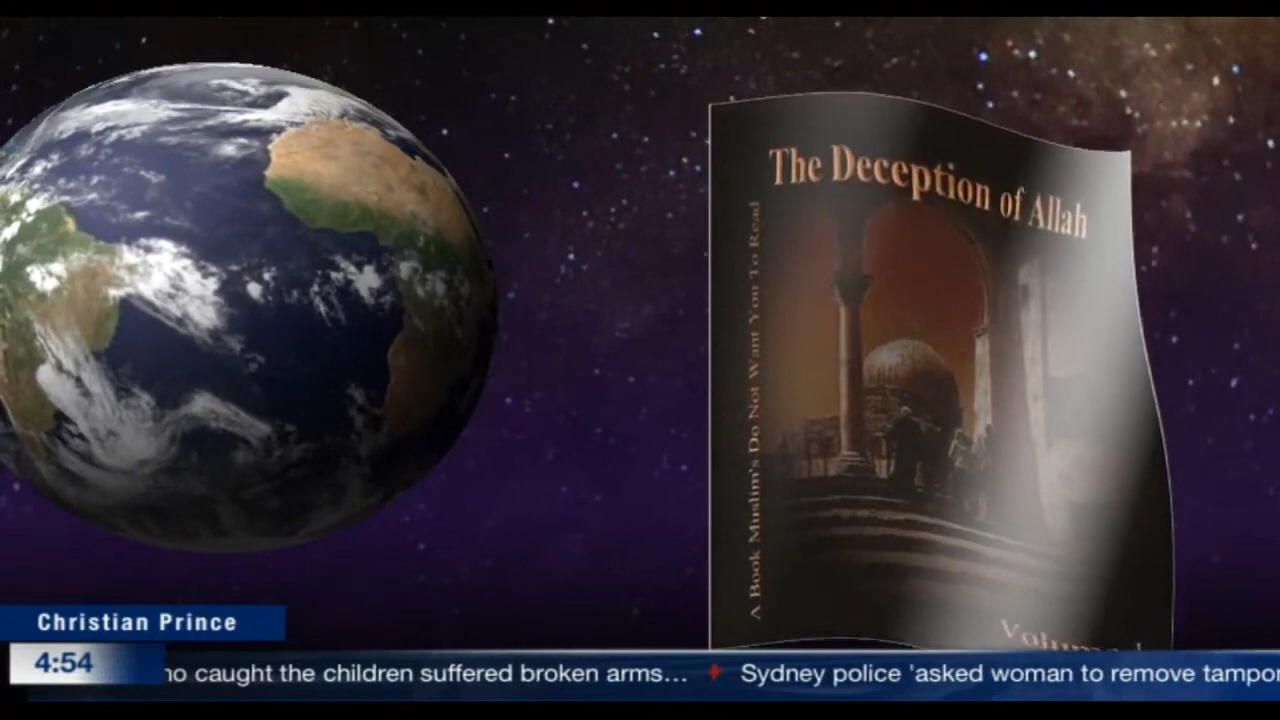 The Deception of Allah
A Book Muslim's Do Not Want You To Read
Christian Prince
4:54
caught the children suffered broken arms... Sydney police 'asked woman to remove